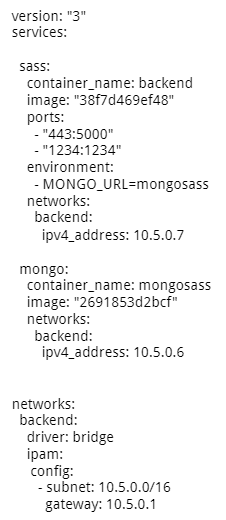 version: "3"
services:

  sass:
    container_name: backend
    image: "38f7d469ef48"
    ports:
      - "443:5000"
      - "1234:1234"
    environment:
      - MONGO_URL=mongosass
    networks:
      backend:
        ipv4_address: 10.5.0.7

  mongo:
    container_name: mongosass
    image: "2691853d2bcf"
    networks:
      backend:
        ipv4_address: 10.5.0.6


networks:
  backend:
    driver: bridge
    ipam:
     config:
       - subnet: 10.5.0.0/16
         gateway: 10.5.0.1